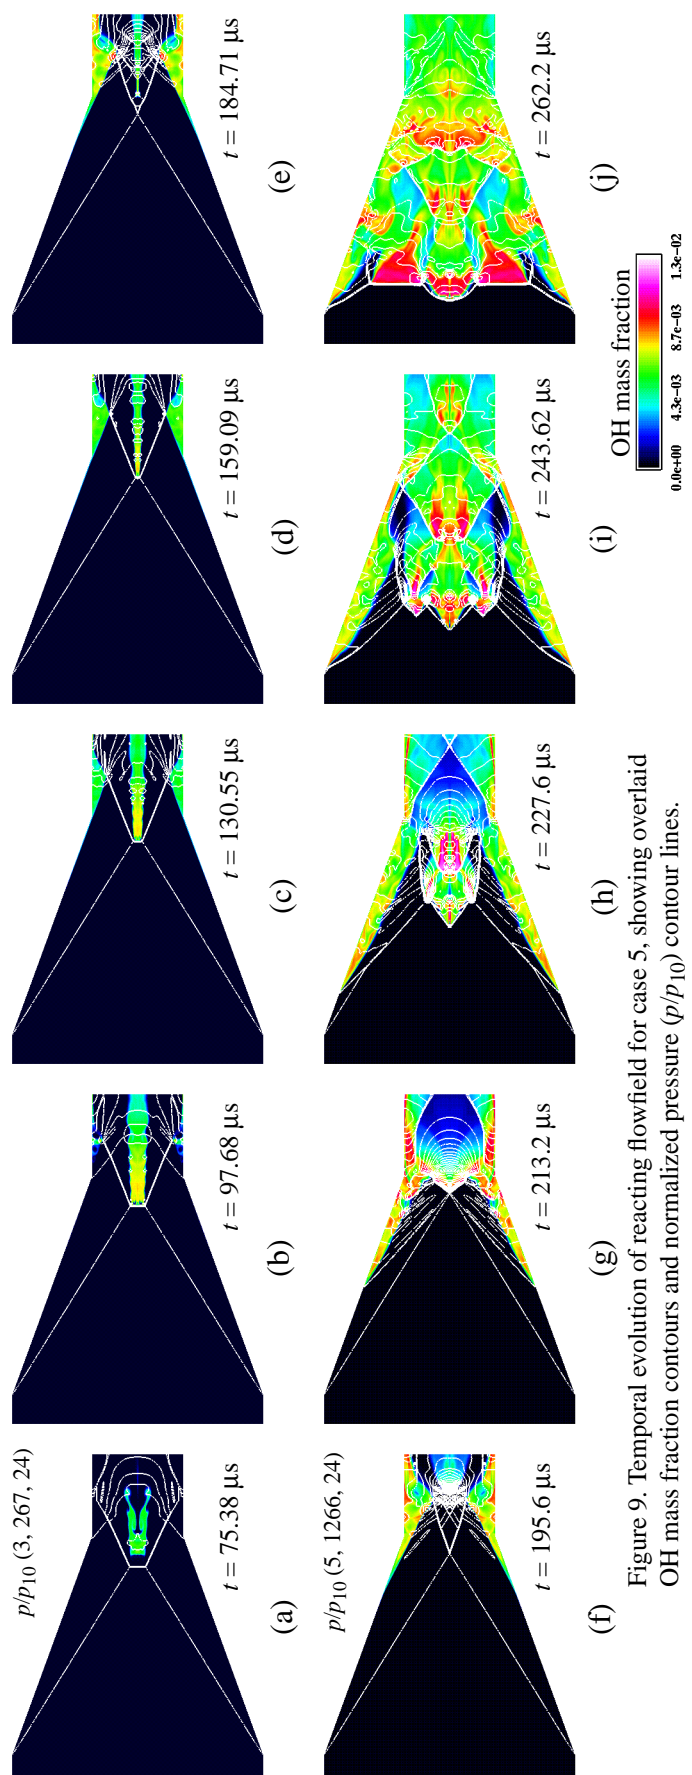 p/p10 (3, 267, 24)
t = 75.38 μs
t = 97.68 μs
t = 130.55 μs
t = 159.09 μs
t = 184.71 μs
(a)
(b)
(c)
(d)
(e)
p/p10 (5, 1266, 24)
t = 195.6 μs
t = 213.2 μs
t = 227.6 μs
t = 243.62 μs
t = 262.2 μs
(f)
(g)
(h)
(i)
(j)
OH mass fraction
0.0e+00 4.3e-03 8.7e-03 1.3e-02
Figure 9. Temporal evolution of reacting flowfield for case 5, showing overlaid
OH mass fraction contours and normalized pressure (p/p10) contour lines.